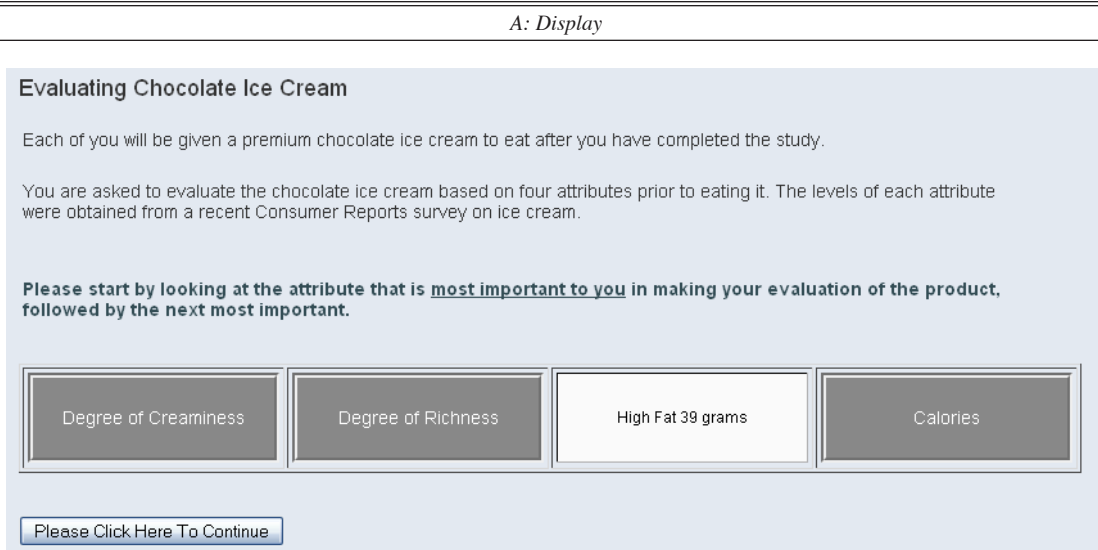 A: Display
Evaluating Chocolate Ice Cream
Each of you will be given a premium chocolate ice cream to eat after you have completed the study.
You are asked to evaluate the chocolate ice cream based on four attributes prior to eating it. The levels of each attribute
were obtained from a recent Consumer Reports survey on ice cream.
Please start by looking at the attribute that is most important to you in making your evaluation of the product,
followed by the next most important.
Degree of Creaminess
Degree of Richness
High Fat 39 grams
Calories
Please Click Here To Continue